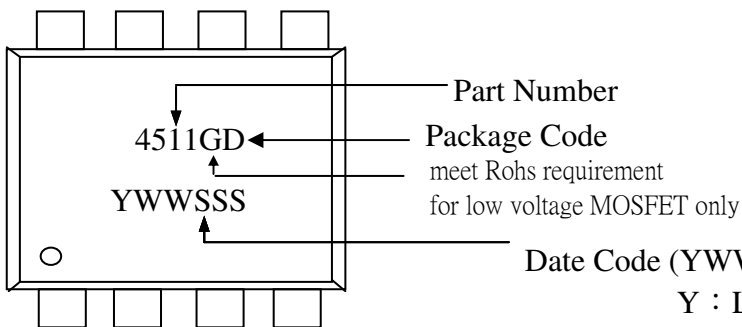 Part Number
4511GD
Package Code
meet Rohs requirement
YWWSSS
for low voltage MOSFET only
Date Code (YWW
Y：L